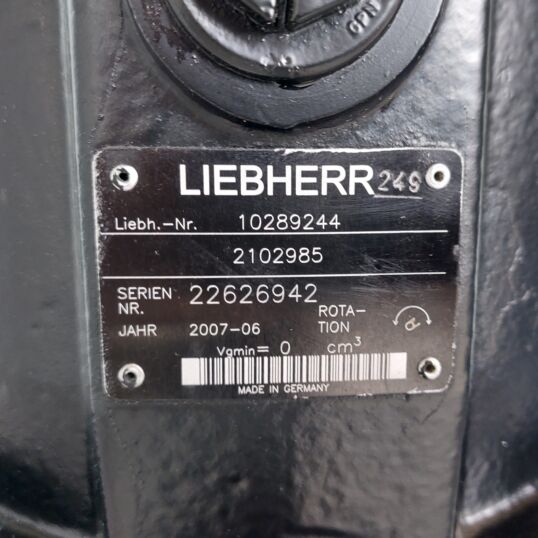 LIEBHERR 249
Liebh.-Nr. 10289244
2102985
SERIEN NR. 22626942
JAHR 2007-06 ROTA-TION
Vgmin= 0 cm³
MADE IN GERMANY